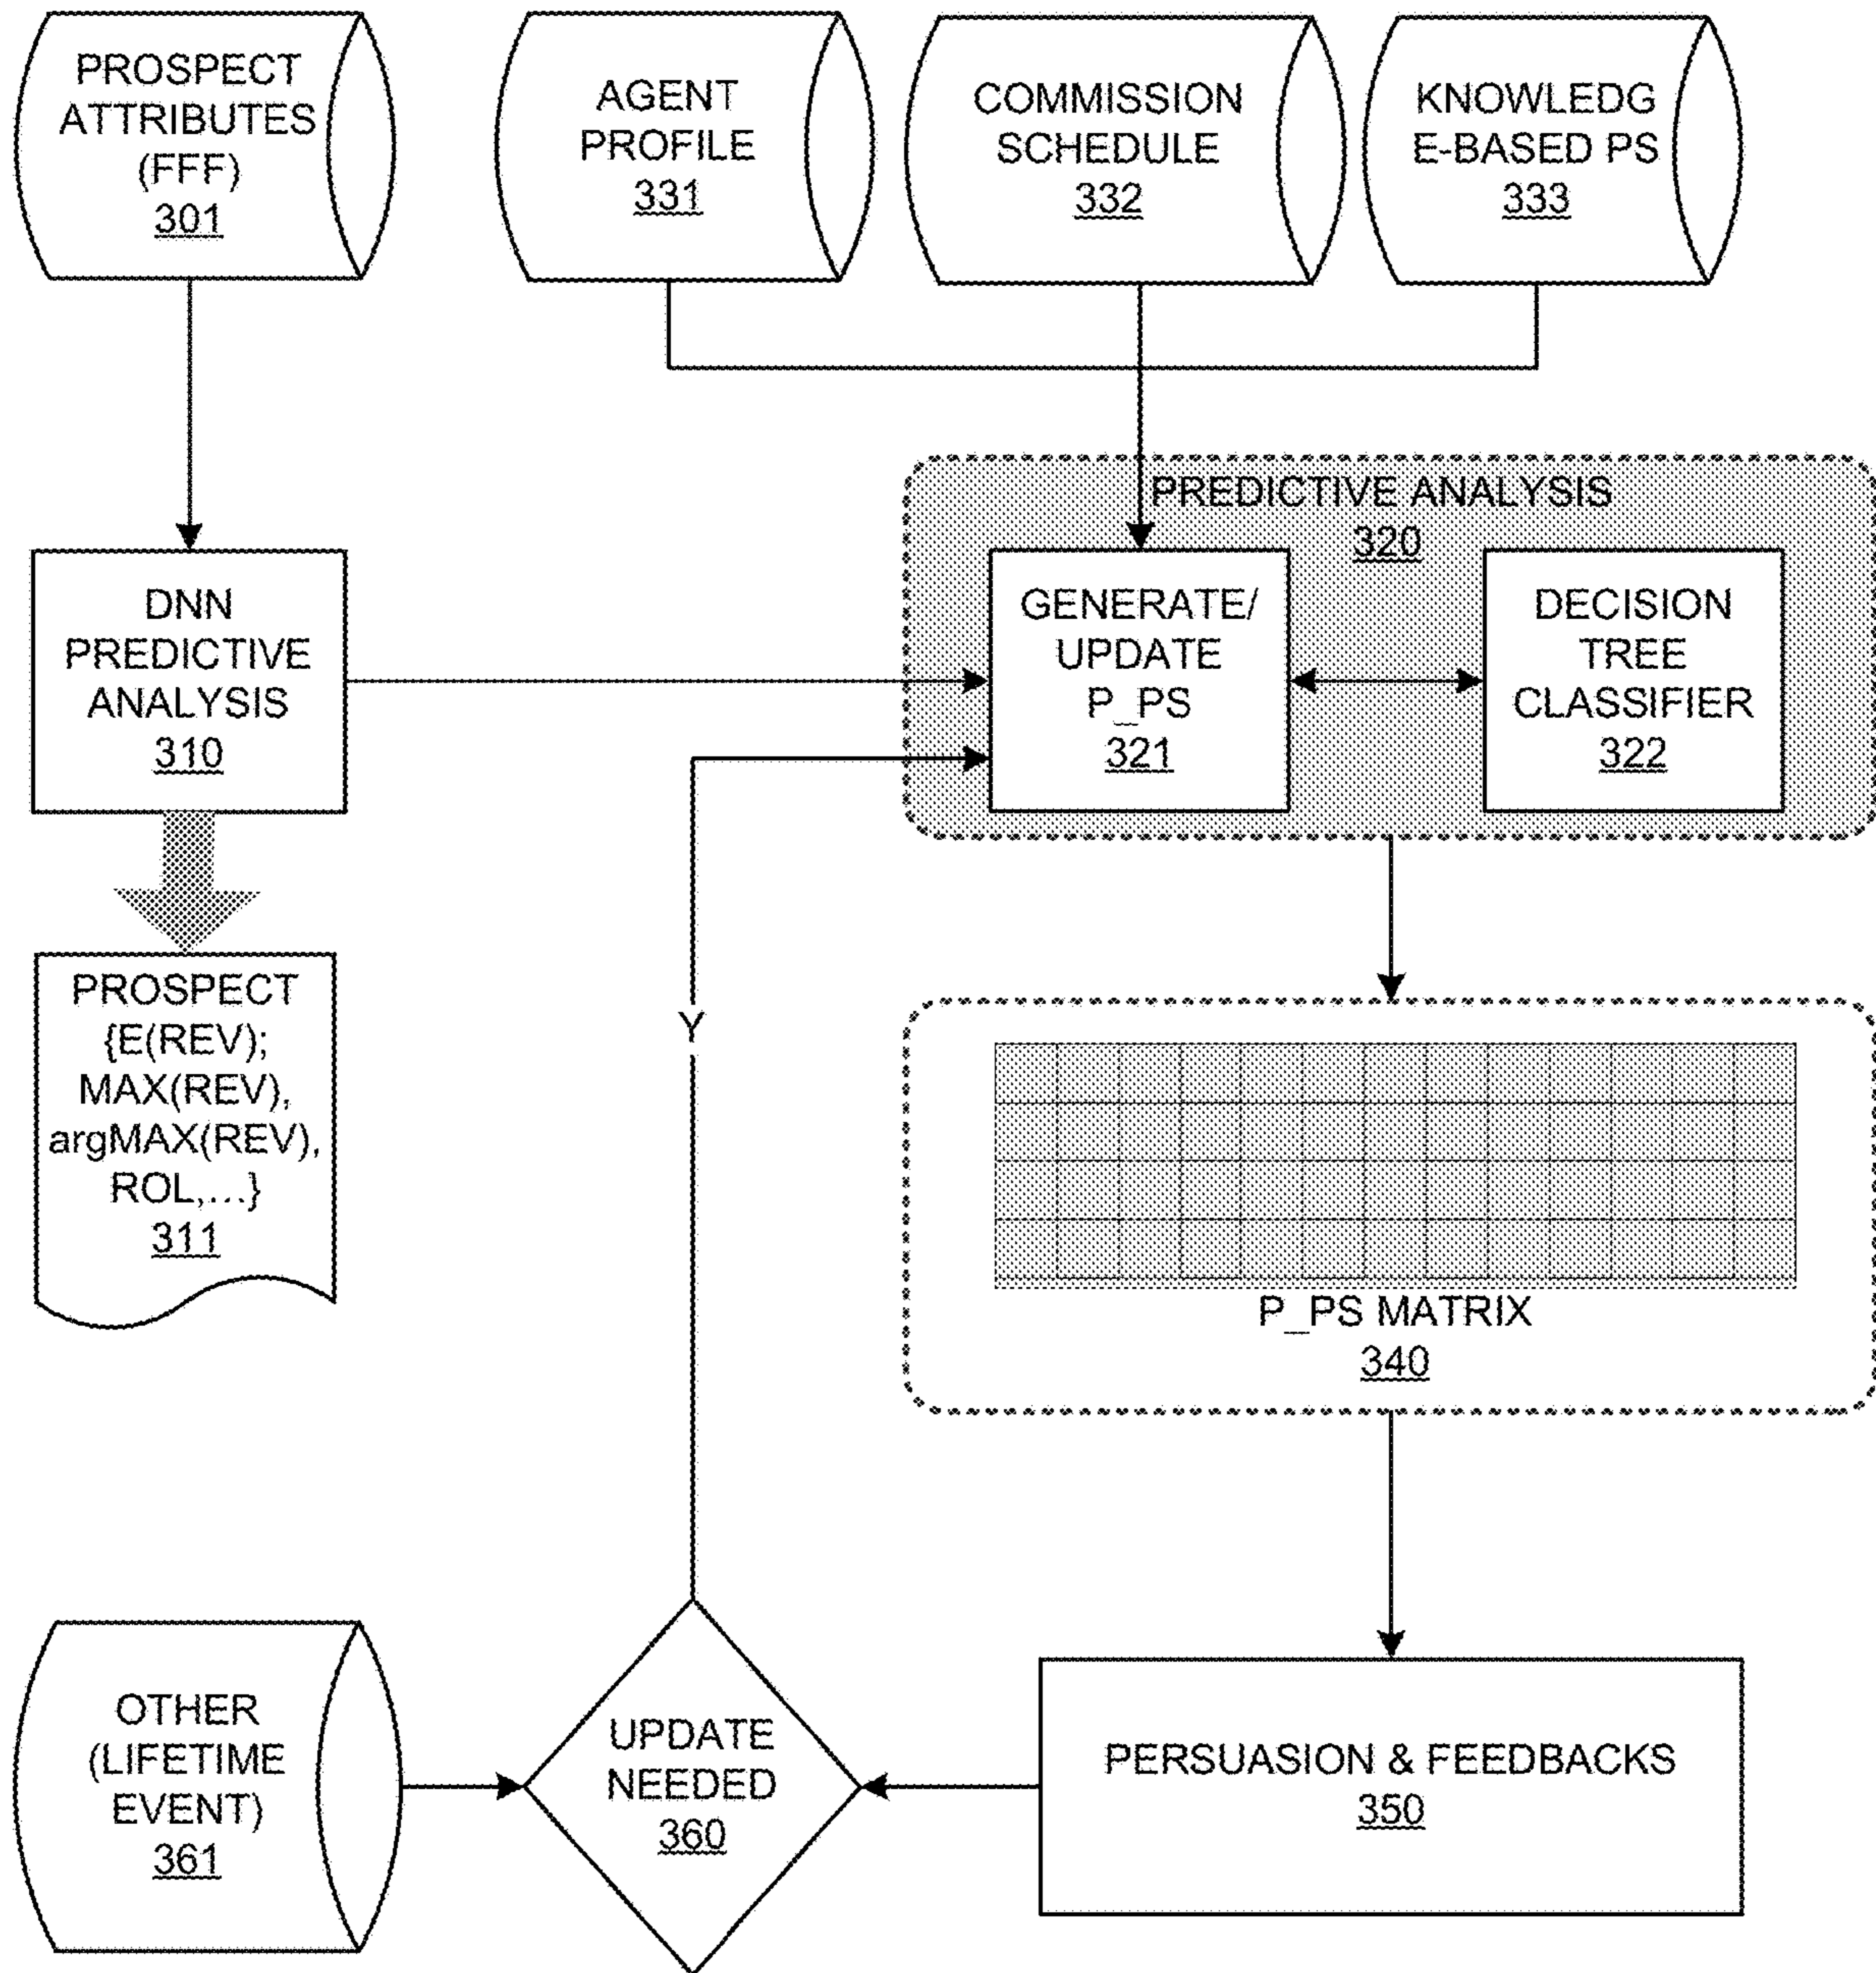 PROSPECT
ATTRIBUTES
(FFF)
301
AGENT
PROFILE
331
COMMISSION
SCHEDULE
332
KNOWLEDG
E-BASED PS
333
PREDICTIVE ANALYSIS
320
DNN
PREDICTIVE
ANALYSIS
310
GENERATE/
UPDATE
P_PS
321
DECISION
TREE
CLASSIFIER
322
PROSPECT
{E(REV);
MAX(REV),
argMAX(REV),
ROL,...}
311
Y
P_PS MATRIX
340
OTHER
(LIFETIME
EVENT)
361
UPDATE
NEEDED
360
PERSUASION & FEEDBACKS
350